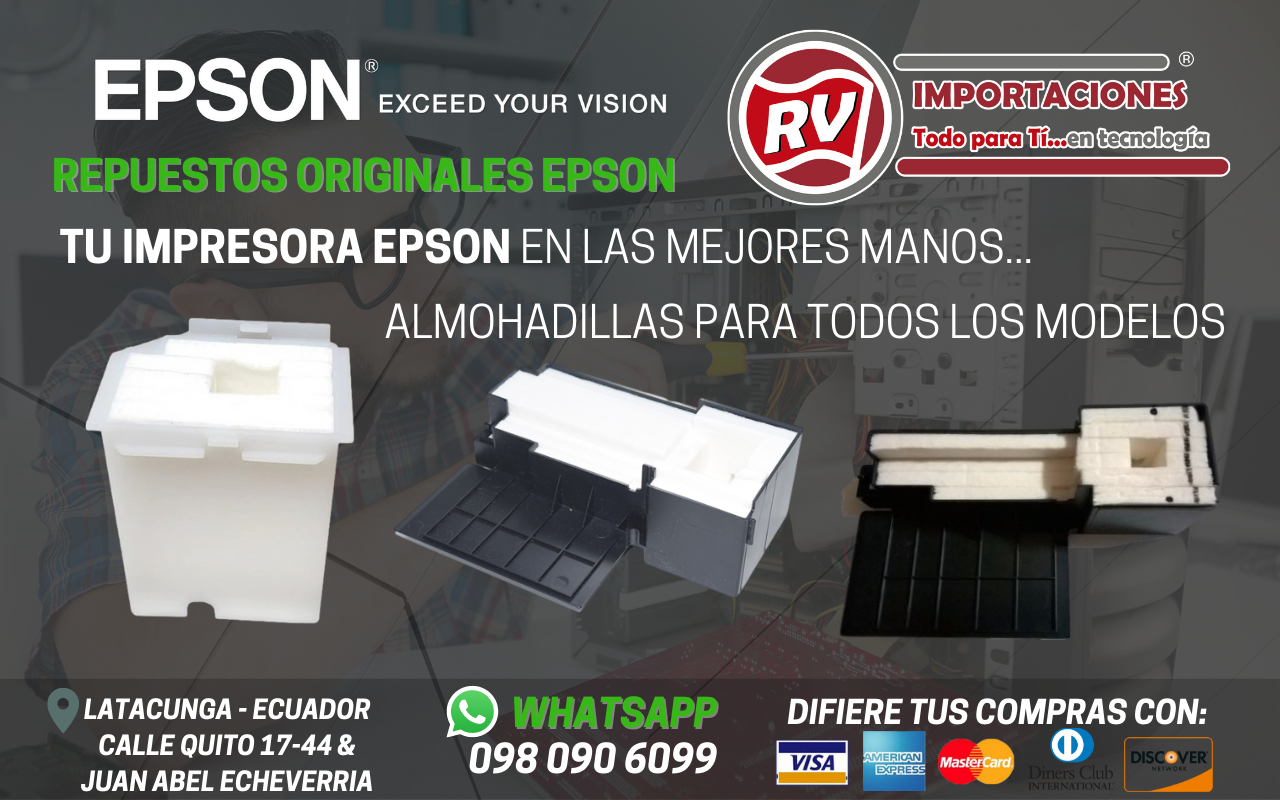 EPSON® EXCEED YOUR VISION
RV
IMPORTACIONES ®
Todo para Tí...en tecnología
REPUESTOS ORIGINALES EPSON
TU IMPRESORA EPSON EN LAS MEJORES MANOS...
ALMOHADILLAS PARA TODOS LOS MODELOS
LATACUNGA - ECUADOR
CALLE QUITO 17-44 &
JUAN ABEL ECHEVERRIA
WHATSAPP
098 090 6099
DIFIERE TUS COMPRAS CON:
VISA
AMERICAN EXPRESS
MasterCard
Diners Club
INTERNATIONAL
DISCOVER
NETWORK